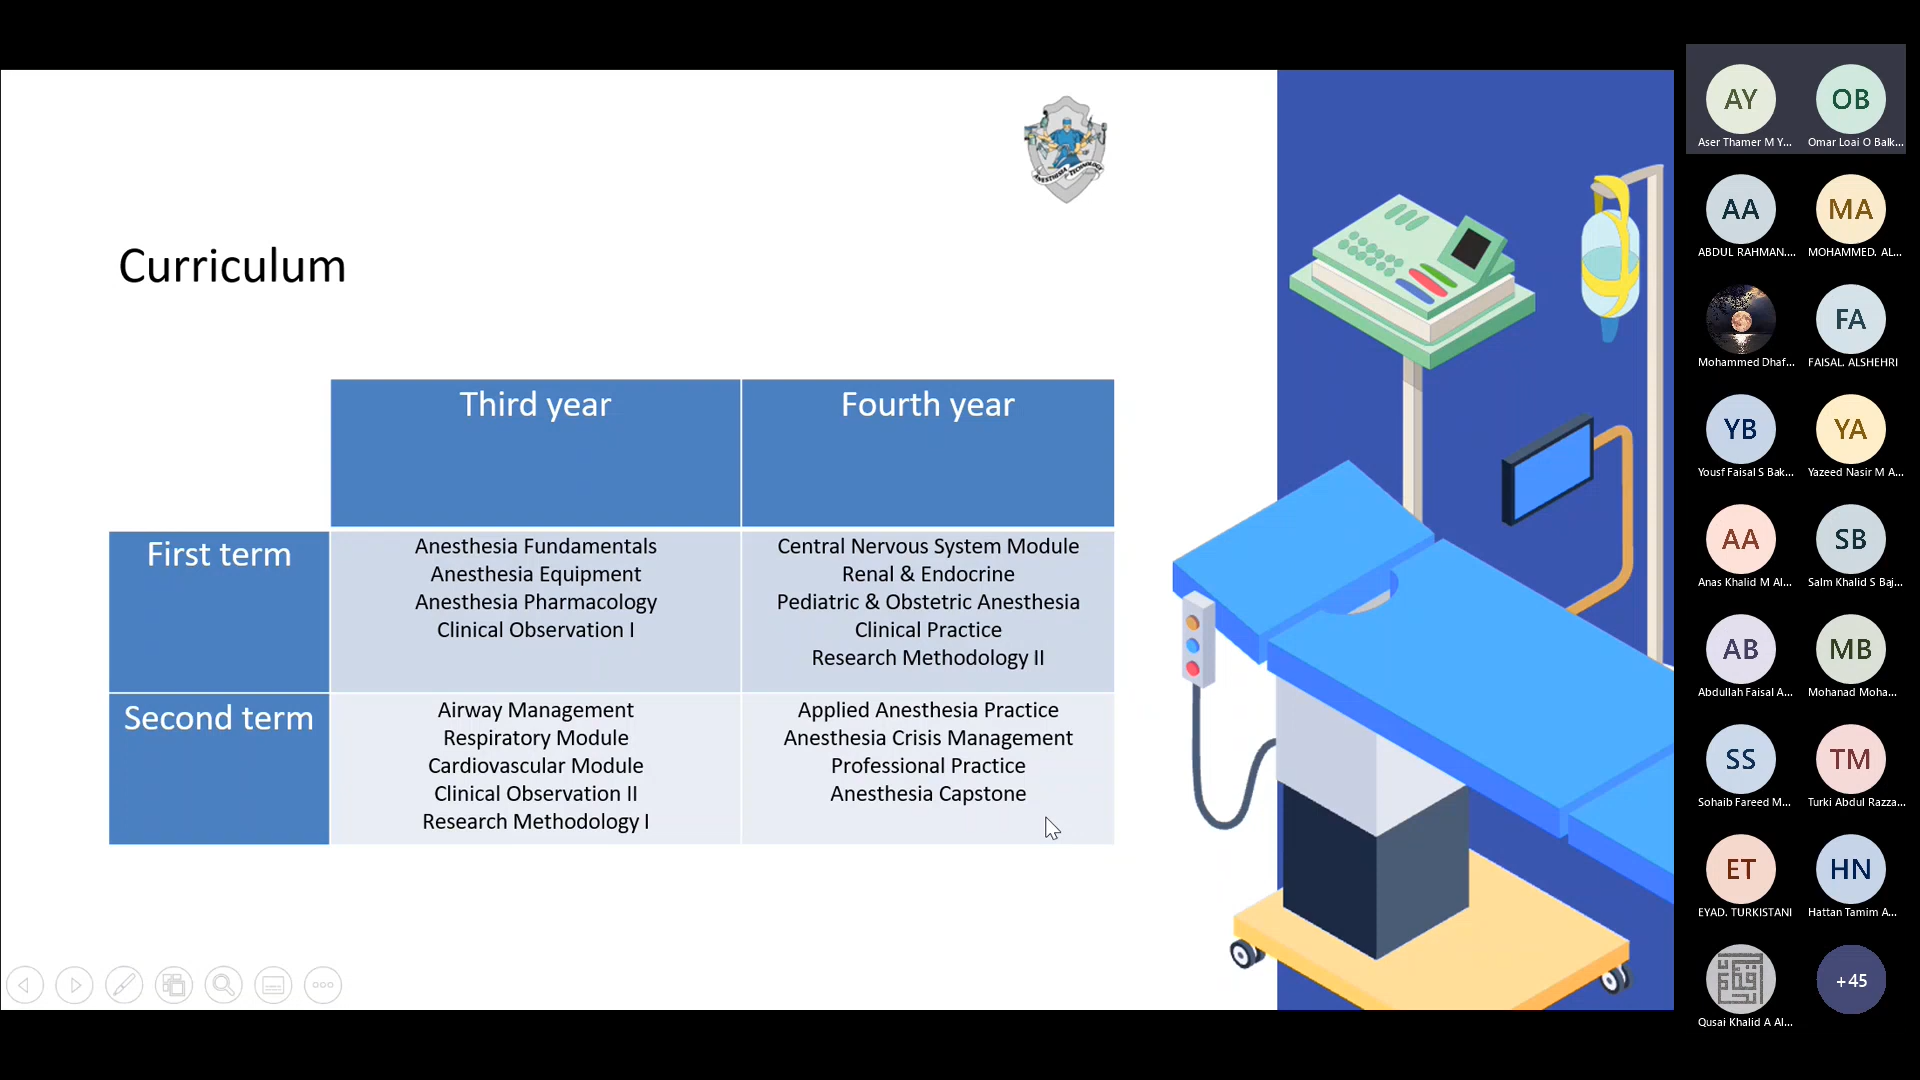 Curriculum
ANESTHESIA TECHNOLOGY
Third year
Fourth year
First term
Anesthesia Fundamentals
Anesthesia Equipment
Anesthesia Pharmacology
Clinical Observation I
Central Nervous System Module
Renal & Endocrine
Pediatric & Obstetric Anesthesia
Clinical Practice
Research Methodology II
Second term
Airway Management
Respiratory Module
Cardiovascular Module
Clinical Observation II
Research Methodology I
Applied Anesthesia Practice
Anesthesia Crisis Management
Professional Practice
Anesthesia Capstone
AY
OB
Aser Thamer M Y...
Omar Loai O Balk...
AA
MA
ABDUL RAHMAN....
MOHAMMED. AL...
FA
Mohammed Dhaf...
FAISAL. ALSHEHRI
YB
YA
Yousf Faisal S Bak...
Yazeed Nasir M A...
AA
SB
Anas Khalid M Al...
Salm Khalid S Baj...
AB
MB
Abdullah Faisal A...
Mohanad Moha...
SS
TM
Sohaib Fareed M...
Turki Abdul Razza...
ET
HN
EYAD. TURKISTANI
Hattan Tamim A...
+45
Qusai Khalid A Al...